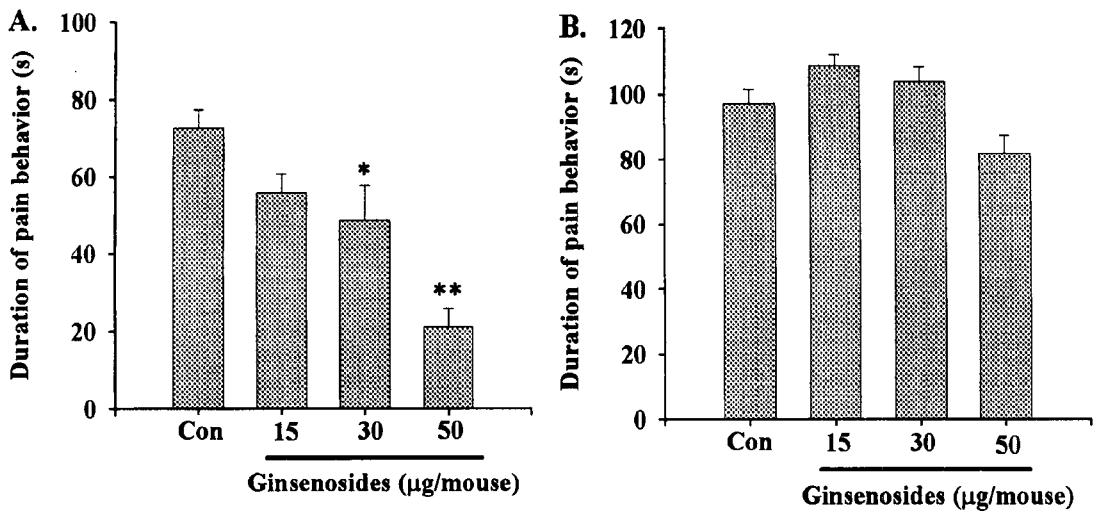 A.
Duration of pain behavior (s)
100
80
60
40
20
0
*
**
Con 15 30 50
Ginsenosides (μg/mouse)
B.
Duration of pain behavior (s)
120
100
80
60
40
20
0
Con 15 30 50
Ginsenosides (μg/mouse)